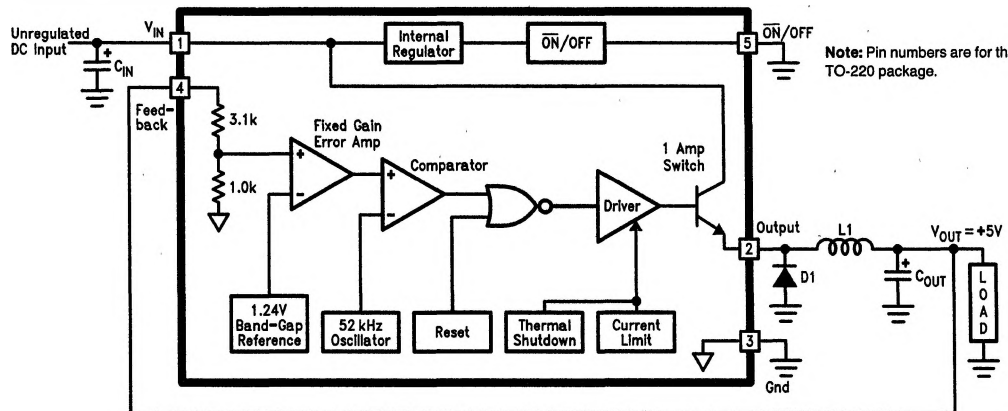 Unregulated
DC Input
V_IN
1
+
C_IN
4
Feed-
back
3.1k
1.0k
Internal
Regulator
ON/OFF
5
ON/OFF
Note: Pin numbers are for th
TO-220 package.
Fixed Gain
Error Amp
+
-
Comparator
+
-
Driver
1 Amp
Switch
Output
2
L1
V_OUT = +5V
D1
+
C_OUT
LOAD
1.24V
Band-Gap
Reference
52 kHz
Oscillator
Reset
Thermal
Shutdown
Current
Limit
3
Gnd